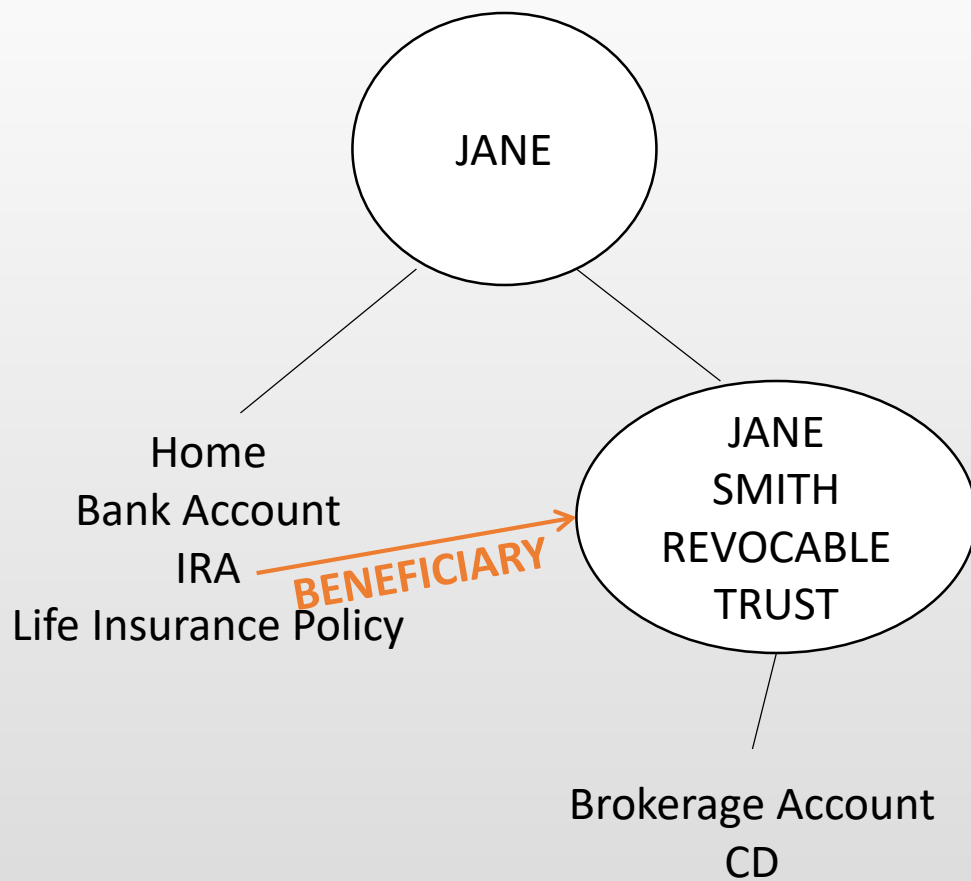 JANE
Home
Bank Account
IRA
Life Insurance Policy
BENEFICIARY
JANE
SMITH
REVOCABLE
TRUST
Brokerage Account
CD